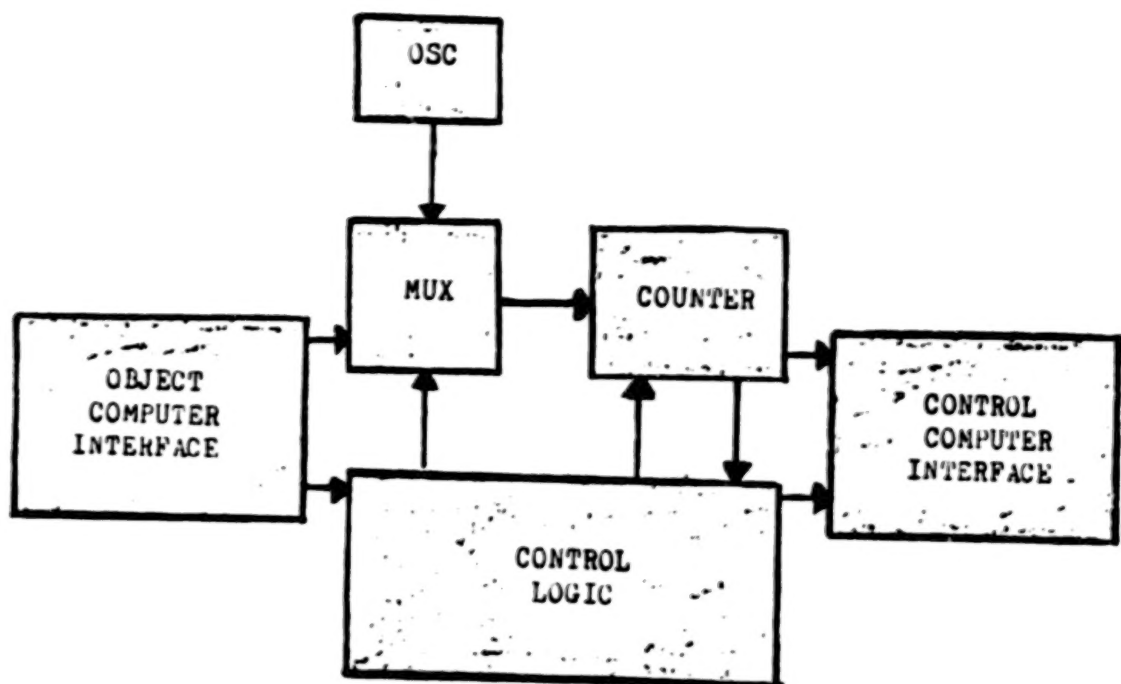 OSC
MUX
COUNTER
OBJECT
COMPUTER
INTERFACE
CONTROL
COMPUTER
INTERFACE
CONTROL
LOGIC